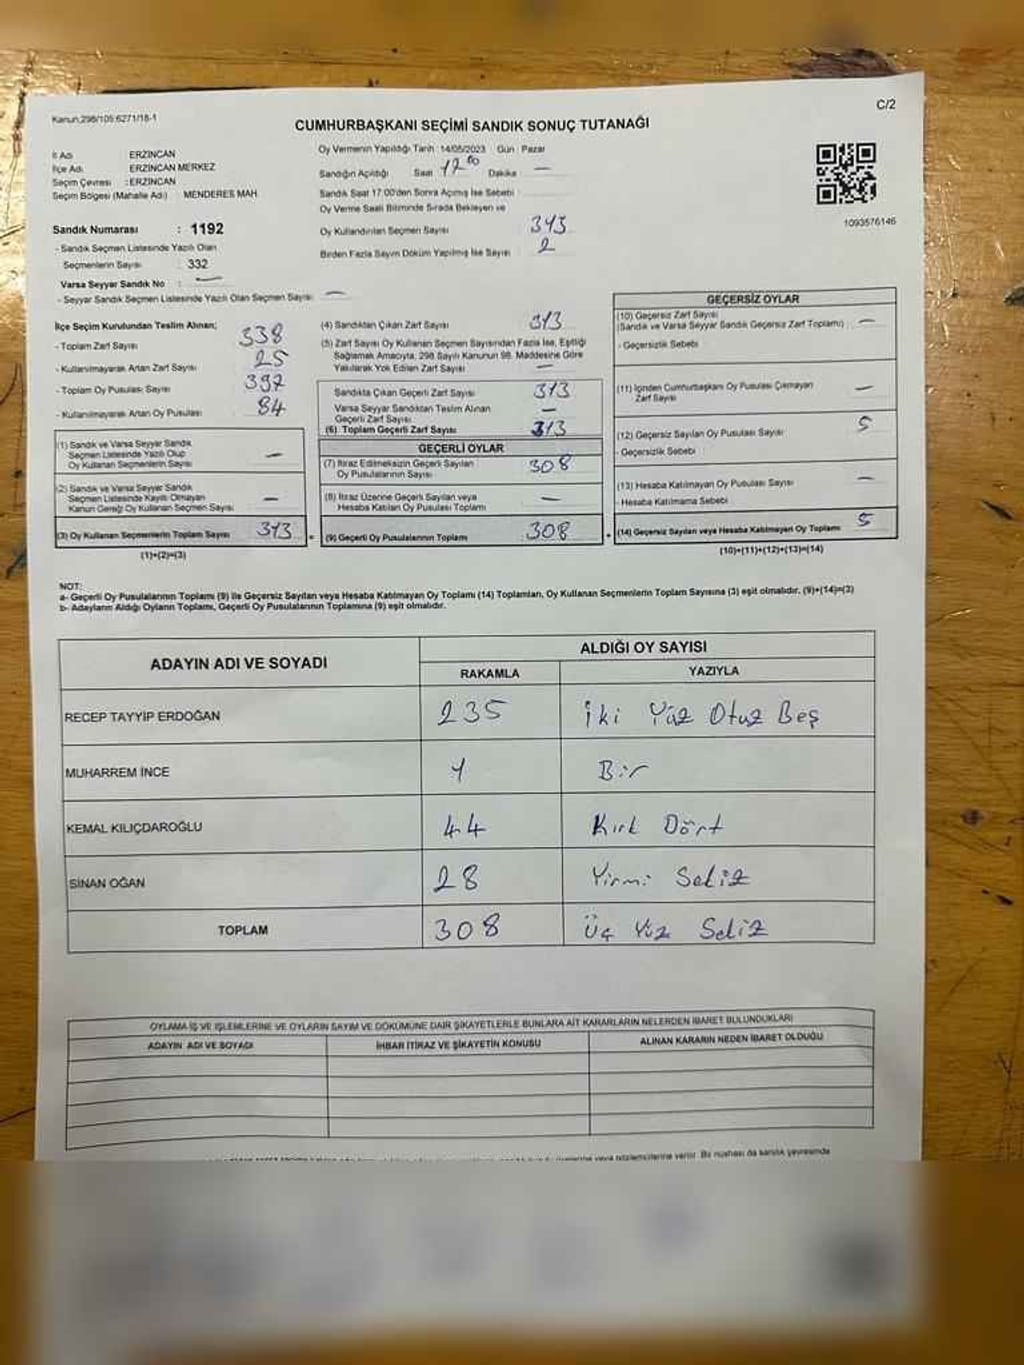 Kanun;298/105;6271/18-1
C/2
CUMHURBAŞKANI SEÇİMİ SANDIK SONUÇ TUTANAĞI
İl Adı ERZİNCAN
İlçe Adı ERZİNCAN MERKEZ
Seçim Çevresi : ERZİNCAN
Seçim Bölgesi (Mahalle Adı) MENDERES MAH.
Sandık Numarası : 1192
- Sandık Seçmen Listesinde Yazılı Olan
Seçmenlerin Sayısı : 332
Varsa Seyyar Sandık No : —
- Seyyar Sandık Seçmen Listesinde Yazılı Olan Seçmen Sayısı —
Oy Vermenin Yapıldığı Tarih : 14/05/2023 Gün : Pazar
Sandığın Açıldığı Saat 17 00 Dakika —
Sandık Saat 17:00'den Sonra Açılmış İse Sebebi :
Oy Verme Saati Bitiminde Sırada Bekleyen ve
Oy Kullandırılan Seçmen Sayısı 313
Birden Fazla Sayım Döküm Yapılmış İse Sayısı 2
1093576146
İlçe Seçim Kurulundan Teslim Alınan;
- Toplam Zarf Sayısı 338
- Kullanılmayarak Artan Zarf Sayısı 25
- Toplam Oy Pusulası Sayısı 397
- Kullanılmayarak Artan Oy Pusulası 84
(1) Sandık ve Varsa Seyyar Sandık
Seçmen Listesinde Yazılı Olup
Oy Kullanan Seçmenlerin Sayısı —
(2) Sandık ve Varsa Seyyar Sandık
Seçmen Listesinde Kayıtlı Olmayan
Kanun Gereği Oy Kullanan Seçmen Sayısı —
(3) Oy Kullanan Seçmenlerin Toplam Sayısı 313
(1)+(2)=(3)
(4) Sandıktan Çıkan Zarf Sayısı 313
(5) Zarf Sayısı Oy Kullanan Seçmen Sayısından Fazla İse, Eşitliği
Sağlamak Amacıyla, 298 Sayılı Kanunun 98. Maddesine Göre
Yakılarak Yok Edilen Zarf Sayısı —
Sandıkta Çıkan Geçerli Zarf Sayısı 313
Varsa Seyyar Sandıktan Teslim Alınan
Geçerli Zarf Sayısı —
(6) Toplam Geçerli Zarf Sayısı 313
GEÇERLİ OYLAR
(7) İtiraz Edilmeksizin Geçerli Sayılan
Oy Pusulalarının Sayısı 308
(8) İtiraz Üzerine Geçerli Sayılan veya
Hesaba Katılan Oy Pusulası Toplamı —
= (9) Geçerli Oy Pusulalarının Toplamı 308
GEÇERSİZ OYLAR
(10) Geçersiz Zarf Sayısı
(Sandık ve Varsa Seyyar Sandık Geçersiz Zarf Toplamı) —
- Geçersizlik Sebebi
(11) İçinden Cumhurbaşkanı Oy Pusulası Çıkmayan
Zarf Sayısı —
(12) Geçersiz Sayılan Oy Pusulası Sayısı 5
- Geçersizlik Sebebi
(13) Hesaba Katılmayan Oy Pusulası Sayısı —
- Hesaba Katılmama Sebebi
+ (14) Geçersiz Sayılan veya Hesaba Katılmayan Oy Toplamı 5
(10)+(11)+(12)+(13)=(14)
NOT:
a- Geçerli Oy Pusulalarının Toplamı (9) ile Geçersiz Sayılan veya Hesaba Katılmayan Oy Toplamı (14) Toplamları, Oy Kullanan Seçmenlerin Toplam Sayısına (3) eşit olmalıdır. (9)+(14)=(3)
b- Adayların Aldığı Oyların Toplamı, Geçerli Oy Pusulalarının Toplamına (9) eşit olmalıdır.
ADAYIN ADI VE SOYADI
ALDIĞI OY SAYISI
RAKAMLA YAZIYLA
RECEP TAYYİP ERDOĞAN 235 İki Yüz Otuz Beş
MUHARREM İNCE 1 Bir
KEMAL KILIÇDAROĞLU 44 Kırk Dört
SİNAN OĞAN 28 Yirmi Sekiz
TOPLAM 308 Üç Yüz Sekiz
OYLAMA İŞ VE İŞLEMLERİNE VE OYLARIN SAYIM VE DÖKÜMÜNE DAİR ŞİKAYETLERLE BUNLARA AİT KARARLARIN NELERDEN İBARET BULUNDUKLARI
ADAYIN ADI VE SOYADI İHBAR İTİRAZ VE ŞİKAYETİN KONUSU ALINAN KARARIN NEDEN İBARET OLDUĞU
verilir. Bir nüshası da sandık çevresinde